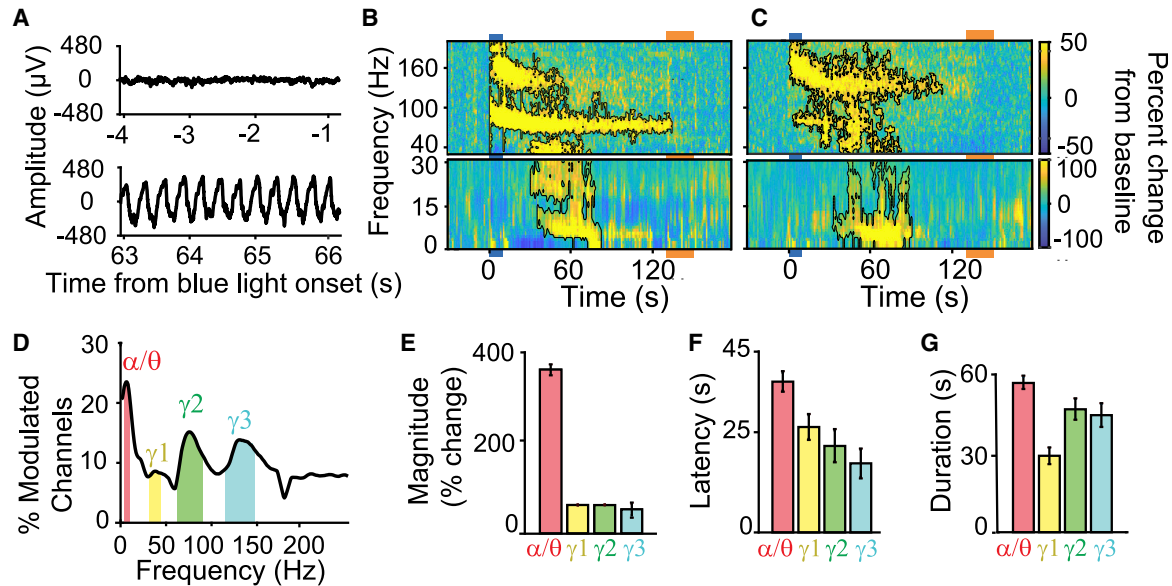 A
480
0
-480
-4 -3 -2 -1
480
0
-480
63 64 65 66
Amplitude (µV)
Time from blue light onset (s)
B
160
100
40
30
15
0
Frequency (Hz)
0 60 120
Time (s)
C
0 60 120
Time (s)
50
0
-50
100
0
-100
Percent change
from baseline
D
30
20
10
0
% Modulated
Channels
α/θ
γ1
γ2
γ3
0 50 100 200
Frequency (Hz)
E
400
200
0
Magnitude
(% change)
α/θ γ1 γ2 γ3
F
45
25
0
Latency (s)
α/θ γ1 γ2 γ3
G
60
30
0
Duration (s)
α/θ γ1 γ2 γ3